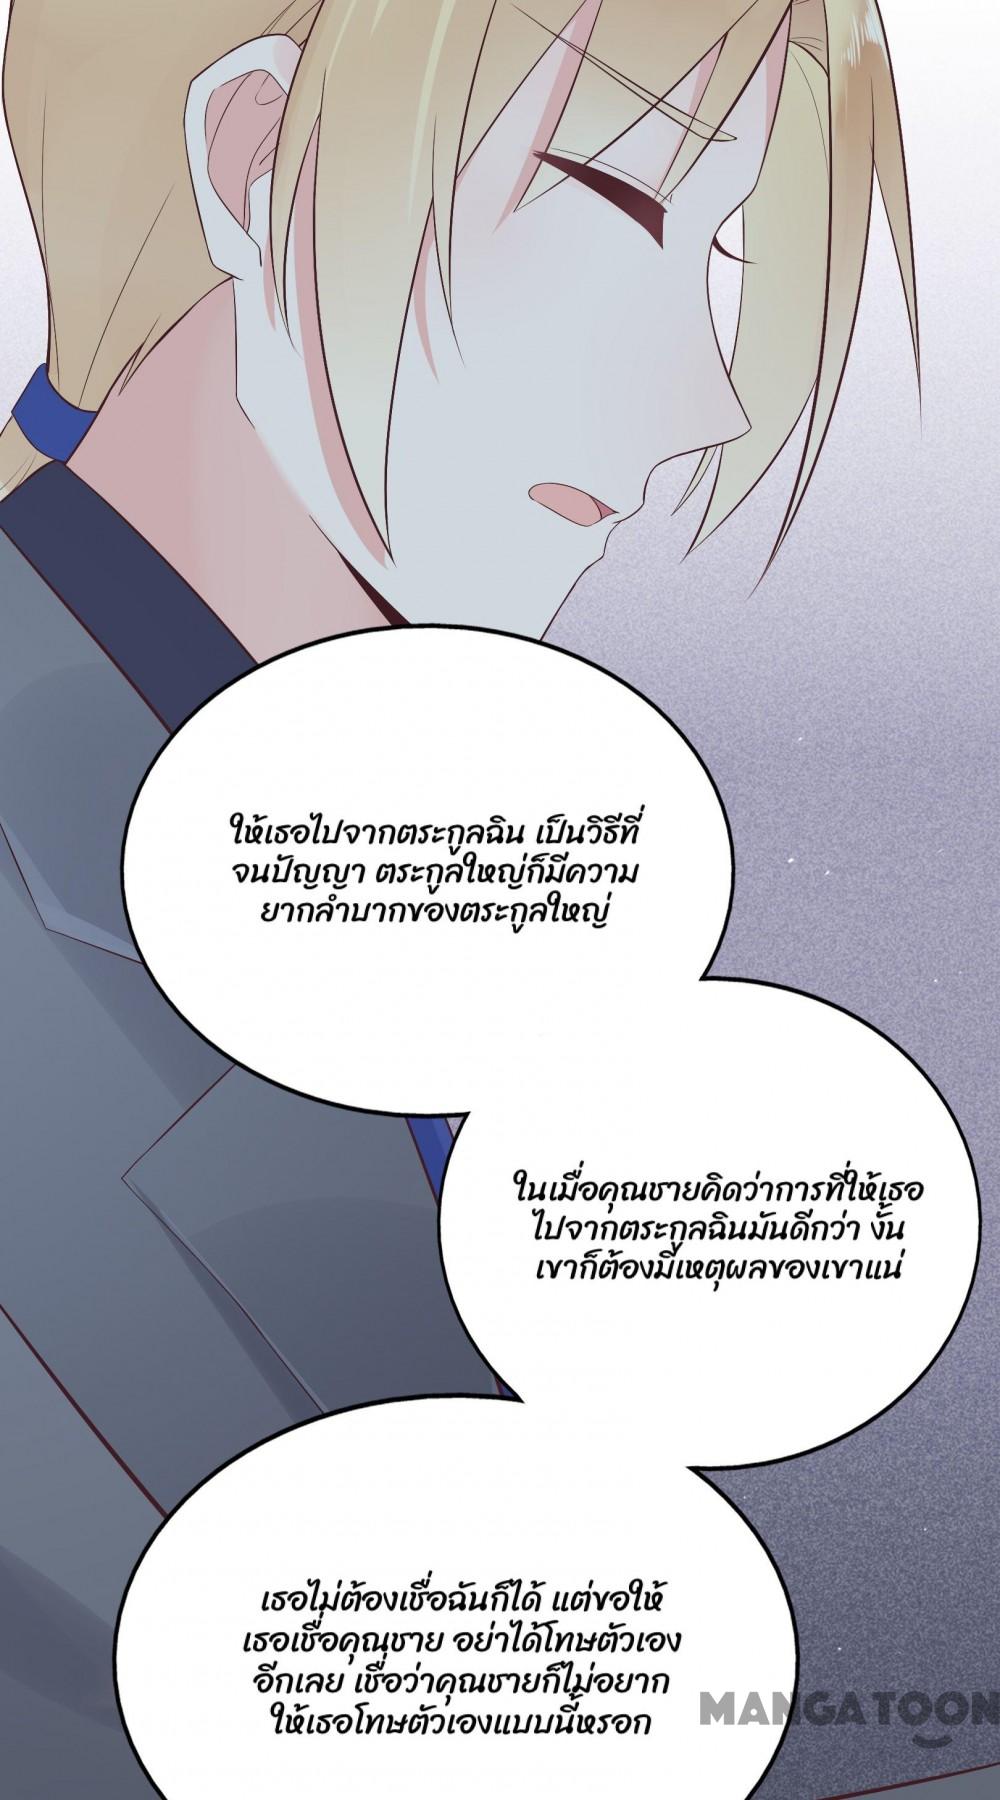 ให้เธอไปจากตระกูลฉิน เป็นวิธีที่
จนปัญญา ตระกูลใหญ่ก็มีความ
ยากลำบากของตระกูลใหญ่
ในเมื่อคุณชายคิดว่าการที่ให้เธอ
ไปจากตระกูลฉินมันดีกว่า งั้น
เขาก็ต้องมีเหตุผลของเขาแน่
เธอไม่ต้องเชื่อฉันก็ได้ แต่ขอให้
เธอเชื่อคุณชาย อย่าได้โทษตัวเอง
อีกเลย เชื่อว่าคุณชายก็ไม่อยาก
ให้เธอโทษตัวเองแบบนี้หรอก
MANGATOON